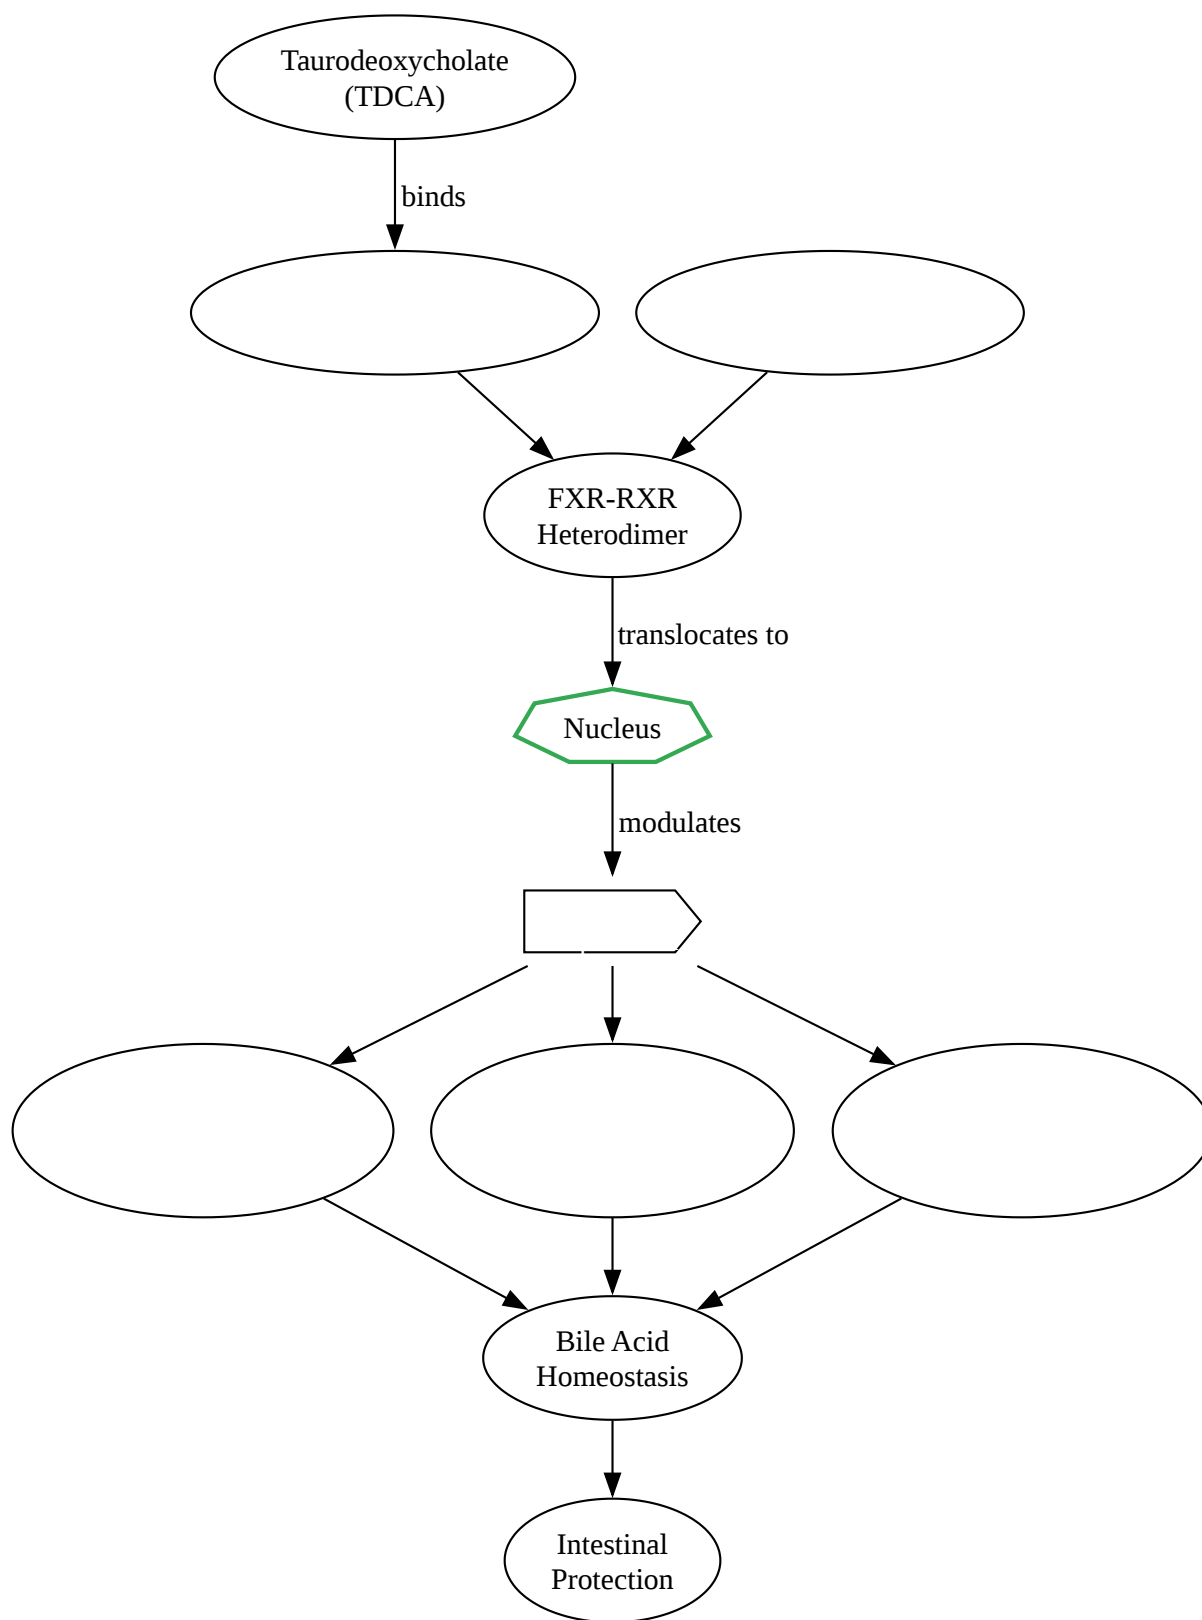 Taurodeoxycholate
(TDCA)
binds
FXR-RXR
Heterodimer
translocates to
Nucleus
modulates
Bile Acid
Homeostasis
Intestinal
Protection